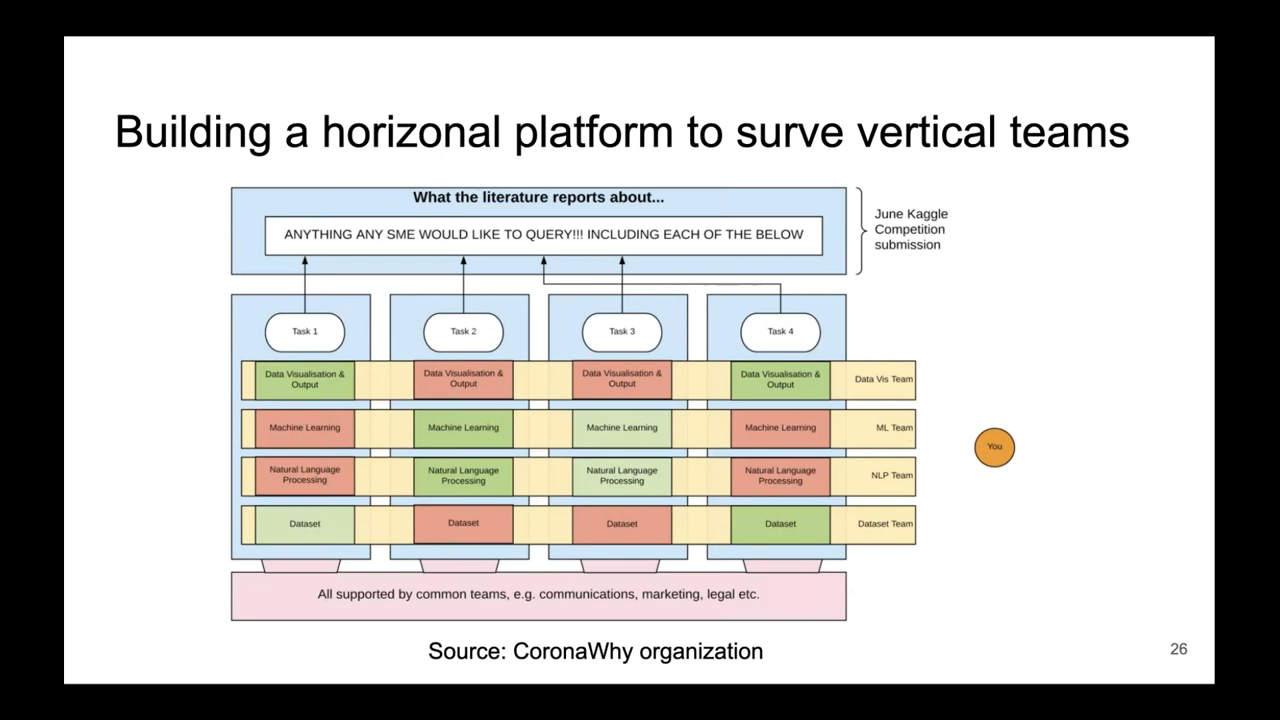 Building a horizonal platform to surve vertical teams
What the literature reports about...
ANYTHING ANY SME WOULD LIKE TO QUERY!!! INCLUDING EACH OF THE BELOW
June Kaggle
Competition
submission
Task 1
Task 2
Task 3
Task 4
Data Visualisation &
Output
Data Visualisation &
Output
Data Visualisation &
Output
Data Visualisation &
Output
Data Vis Team
Machine Learning
Machine Learning
Machine Learning
Machine Learning
ML Team
You
Natural Language
Processing
Natural Language
Processing
Natural Language
Processing
Natural Language
Processing
NLP Team
Dataset
Dataset
Dataset
Dataset
Dataset Team
All supported by common teams, e.g. communications, marketing, legal etc.
Source: CoronaWhy organization
26